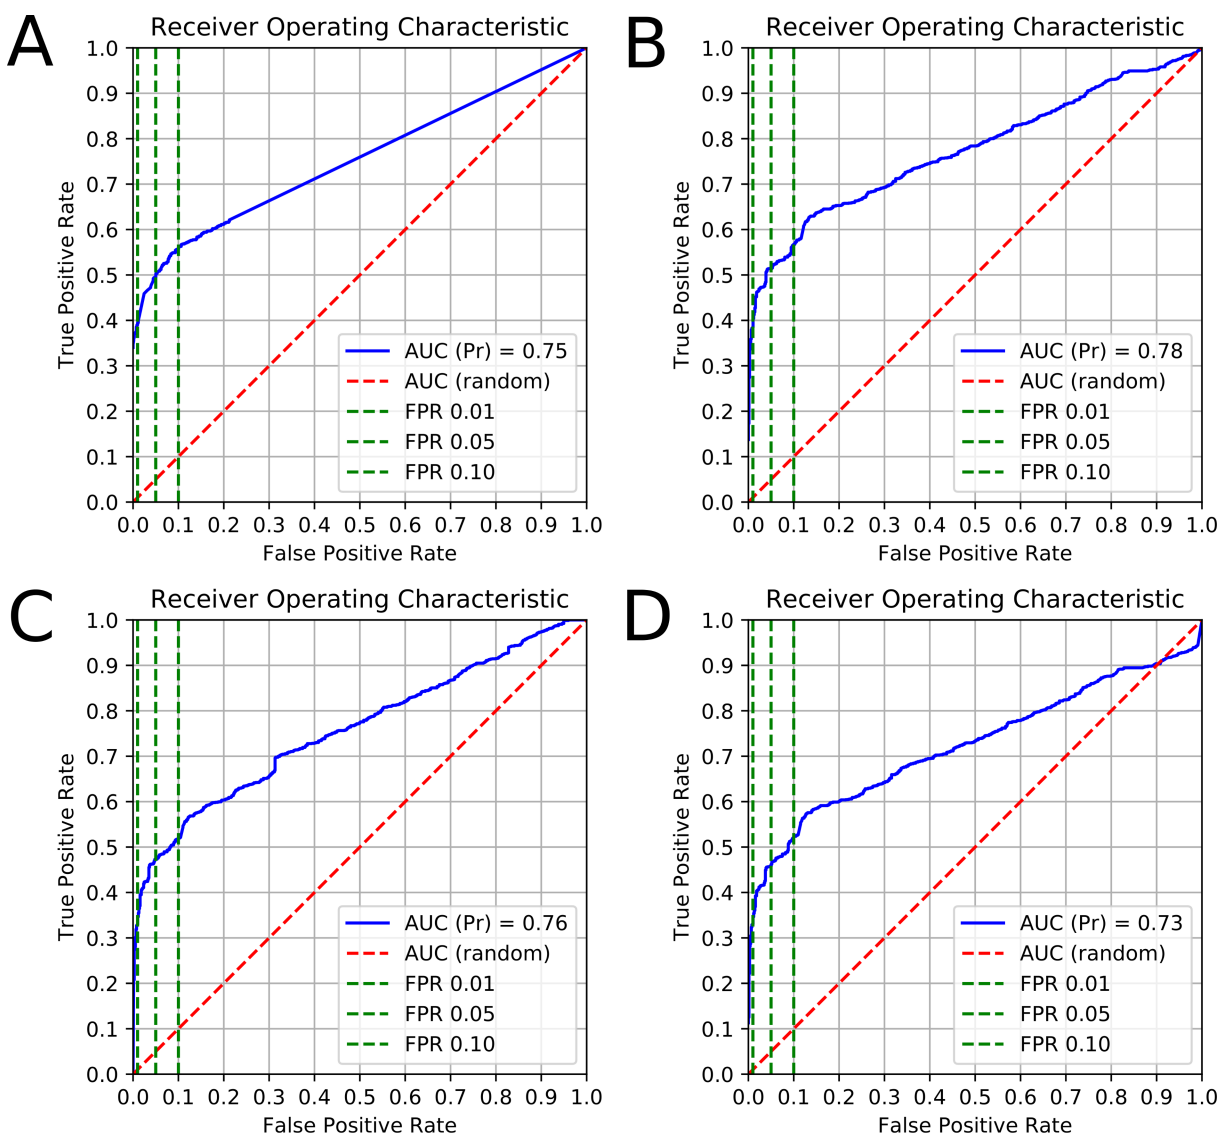 A
Receiver Operating Characteristic
1.0
0.9
0.8
0.7
0.6
0.5
0.4
0.3
0.2
0.1
0.0
True Positive Rate
AUC (Pr) = 0.75
AUC (random)
FPR 0.01
FPR 0.05
FPR 0.10
0.0 0.1 0.2 0.3 0.4 0.5 0.6 0.7 0.8 0.9 1.0
False Positive Rate
B
Receiver Operating Characteristic
1.0
0.9
0.8
0.7
0.6
0.5
0.4
0.3
0.2
0.1
0.0
True Positive Rate
AUC (Pr) = 0.78
AUC (random)
FPR 0.01
FPR 0.05
FPR 0.10
0.0 0.1 0.2 0.3 0.4 0.5 0.6 0.7 0.8 0.9 1.0
False Positive Rate
C
Receiver Operating Characteristic
1.0
0.9
0.8
0.7
0.6
0.5
0.4
0.3
0.2
0.1
0.0
True Positive Rate
AUC (Pr) = 0.76
AUC (random)
FPR 0.01
FPR 0.05
FPR 0.10
0.0 0.1 0.2 0.3 0.4 0.5 0.6 0.7 0.8 0.9 1.0
False Positive Rate
D
Receiver Operating Characteristic
1.0
0.9
0.8
0.7
0.6
0.5
0.4
0.3
0.2
0.1
0.0
True Positive Rate
AUC (Pr) = 0.73
AUC (random)
FPR 0.01
FPR 0.05
FPR 0.10
0.0 0.1 0.2 0.3 0.4 0.5 0.6 0.7 0.8 0.9 1.0
False Positive Rate